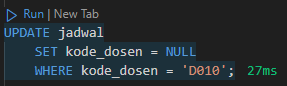 Run | New Tab
UPDATE jadwal
SET kode_dosen = NULL
WHERE kode_dosen = 'D010'; 27ms